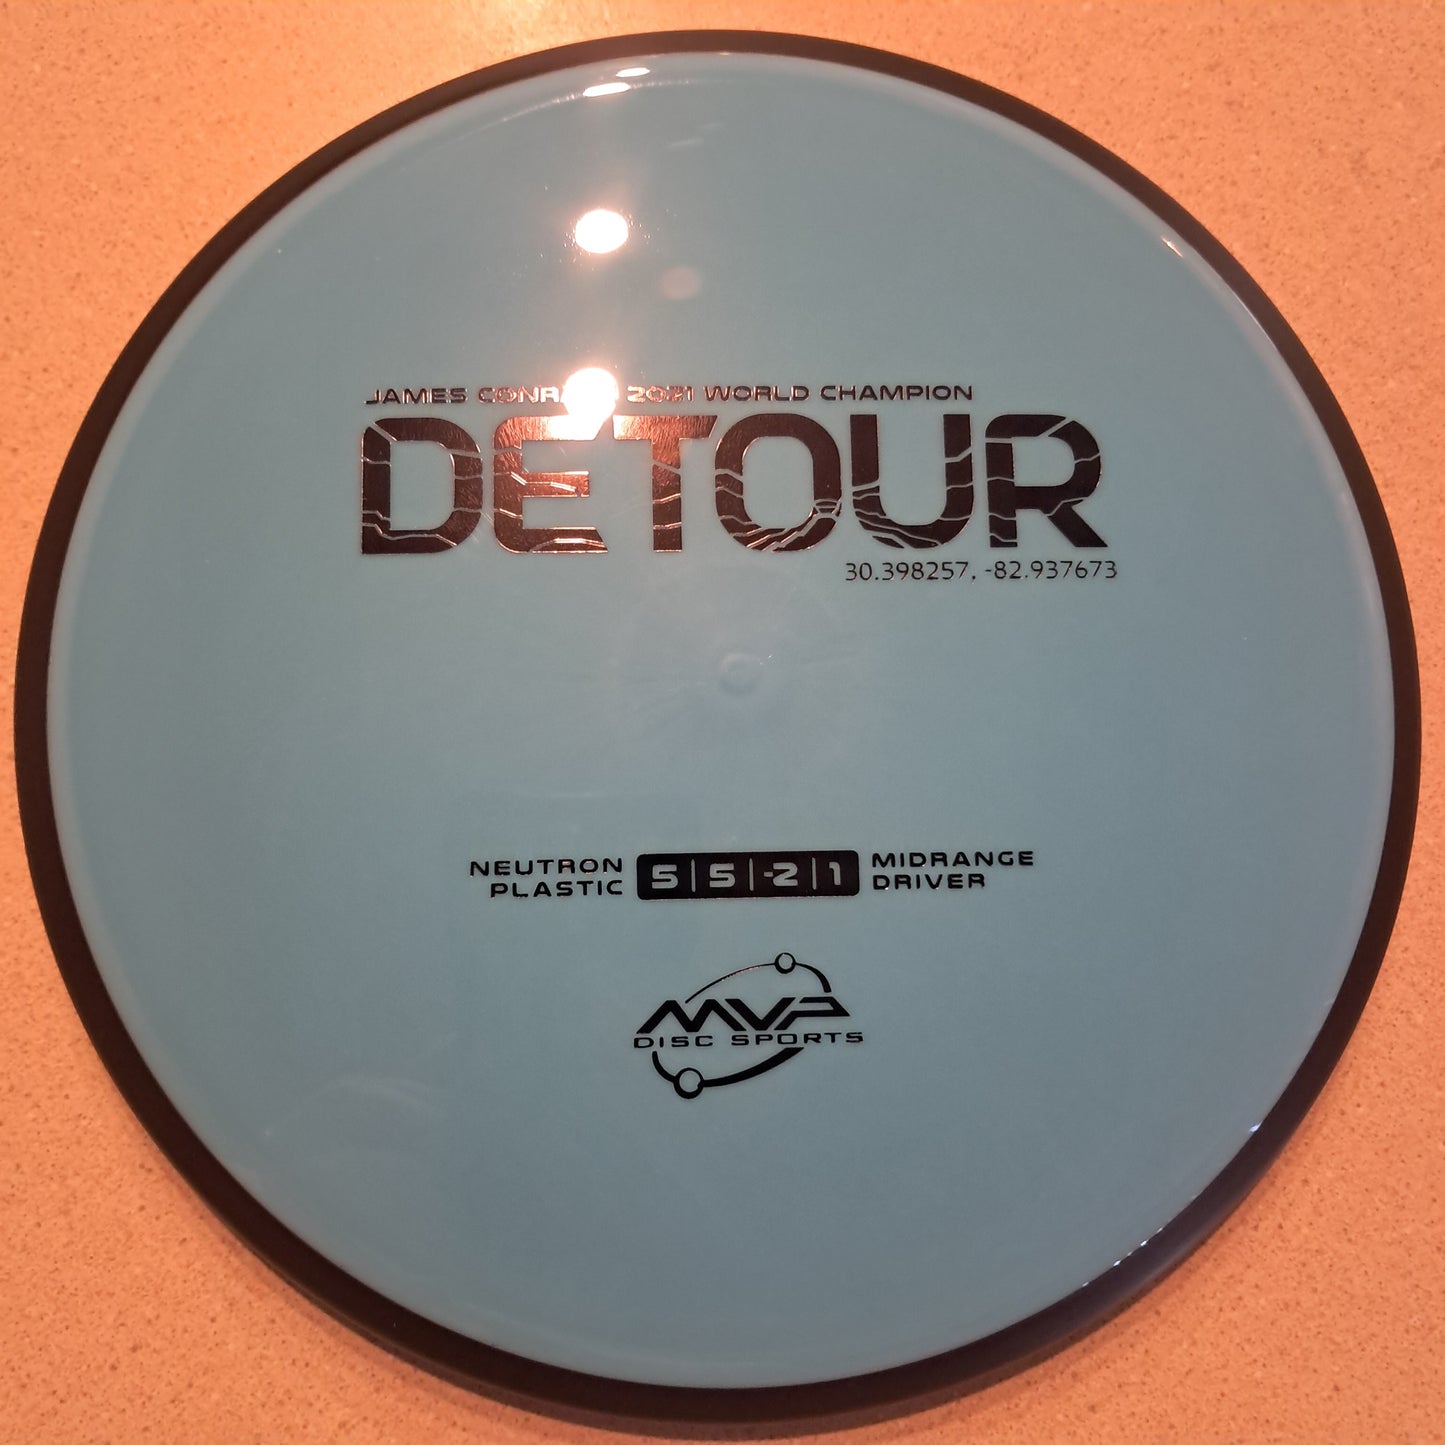 JAMES 2021 WORLD CHAMPION
DETOUR
30.398257, -82.937673
NEUTRON
PLASTIC
5|5|-2|1
MIDRANGE
DRIVER
MVP
DISC SPORTS